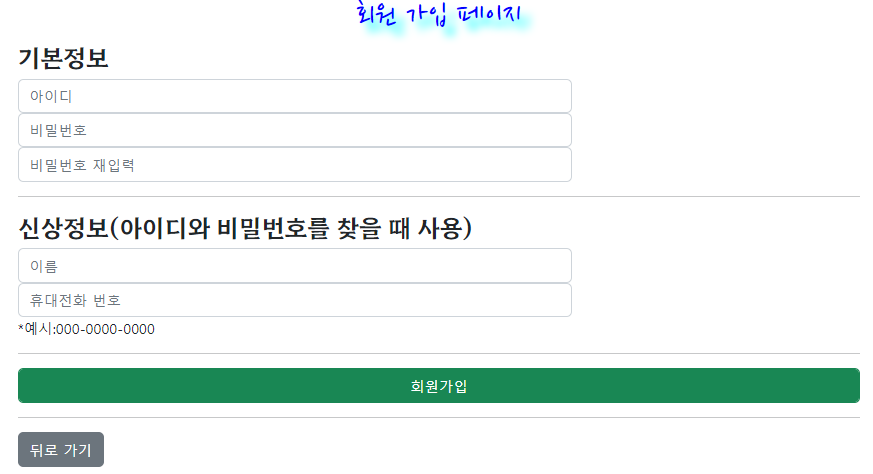 회원 가입 페이지
기본정보
아이디
비밀번호
비밀번호 재입력
신상정보(아이디와 비밀번호를 찾을 때 사용)
이름
휴대전화 번호
*예시:000-0000-0000
회원가입
뒤로 가기